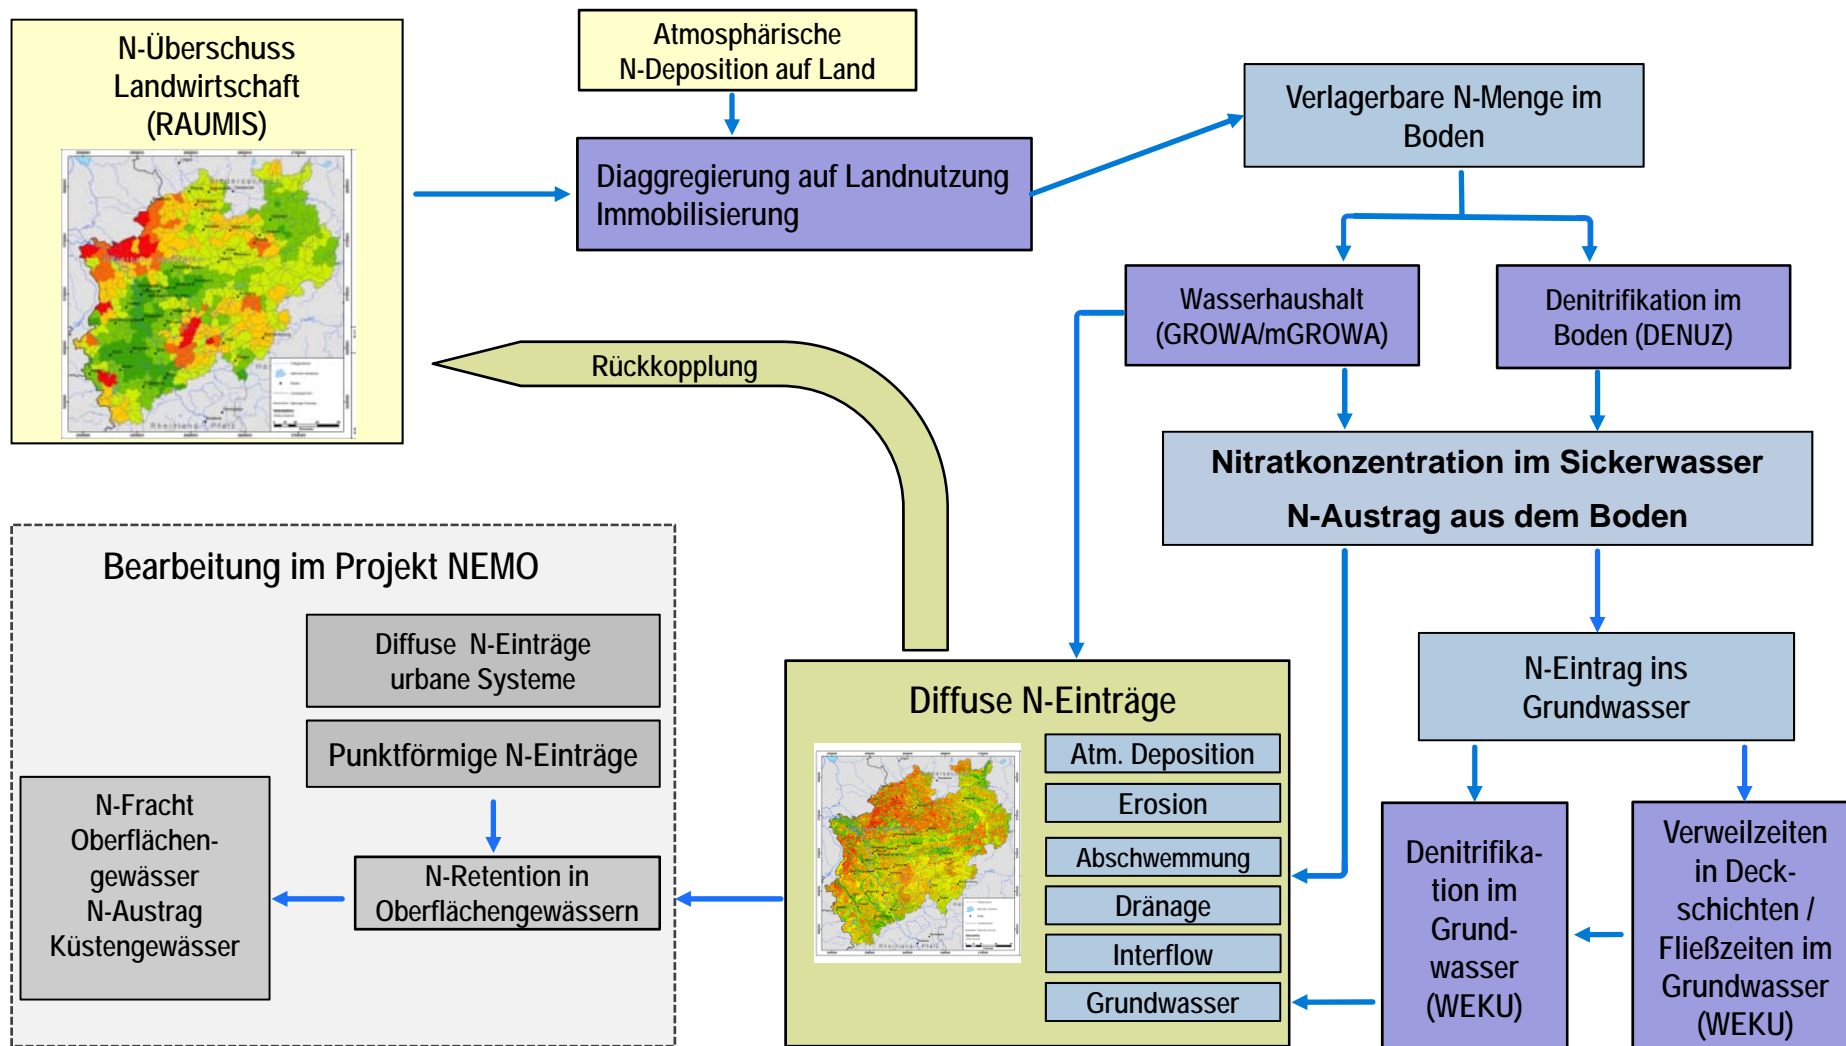 N-Überschuss
Landwirtschaft
(RAUMIS)
Atmosphärische
N-Deposition auf Land
Diaggregierung auf Landnutzung
Immobilisierung
Verlagerbare N-Menge im
Boden
Wasserhaushalt
(GROWA/mGROWA)
Denitrifikation im
Boden (DENUZ)
Rückkopplung
Nitratkonzentration im Sickerwasser
N-Austrag aus dem Boden
N-Eintrag ins
Grundwasser
Denitrifika-
tion im
Grund-
wasser
(WEKU)
Verweilzeiten
in Deck-
schichten /
Fließzeiten im
Grundwasser
(WEKU)
Diffuse N-Einträge
Atm. Deposition
Erosion
Abschwemmung
Dränage
Interflow
Grundwasser
Bearbeitung im Projekt NEMO
Diffuse  N-Einträge
urbane Systeme
Punktförmige N-Einträge
N-Retention in
Oberflächengewässern
N-Fracht
Oberflächen-
gewässer
N-Austrag
Küstengewässer
Rheinland - Pfalz